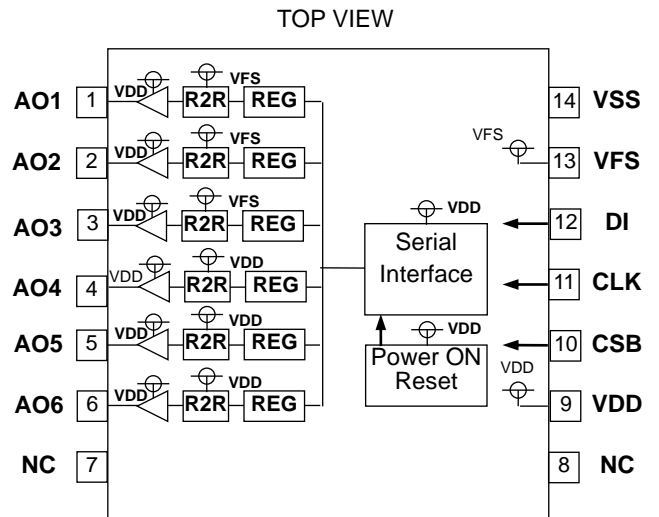 TOP VIEW
AO1 1 VDD R2R VFS REG 14 VSS
AO2 2 VDD R2R VFS REG VFS 13 VFS
AO3 3 VDD R2R VFS REG VDD 12 DI
Serial
Interface
AO4 4 VDD R2R VDD REG 11 CLK
AO5 5 VDD R2R VDD REG VDD 10 CSB
Power ON
Reset
AO6 6 VDD R2R VDD REG VDD 9 VDD
NC 7 8 NC